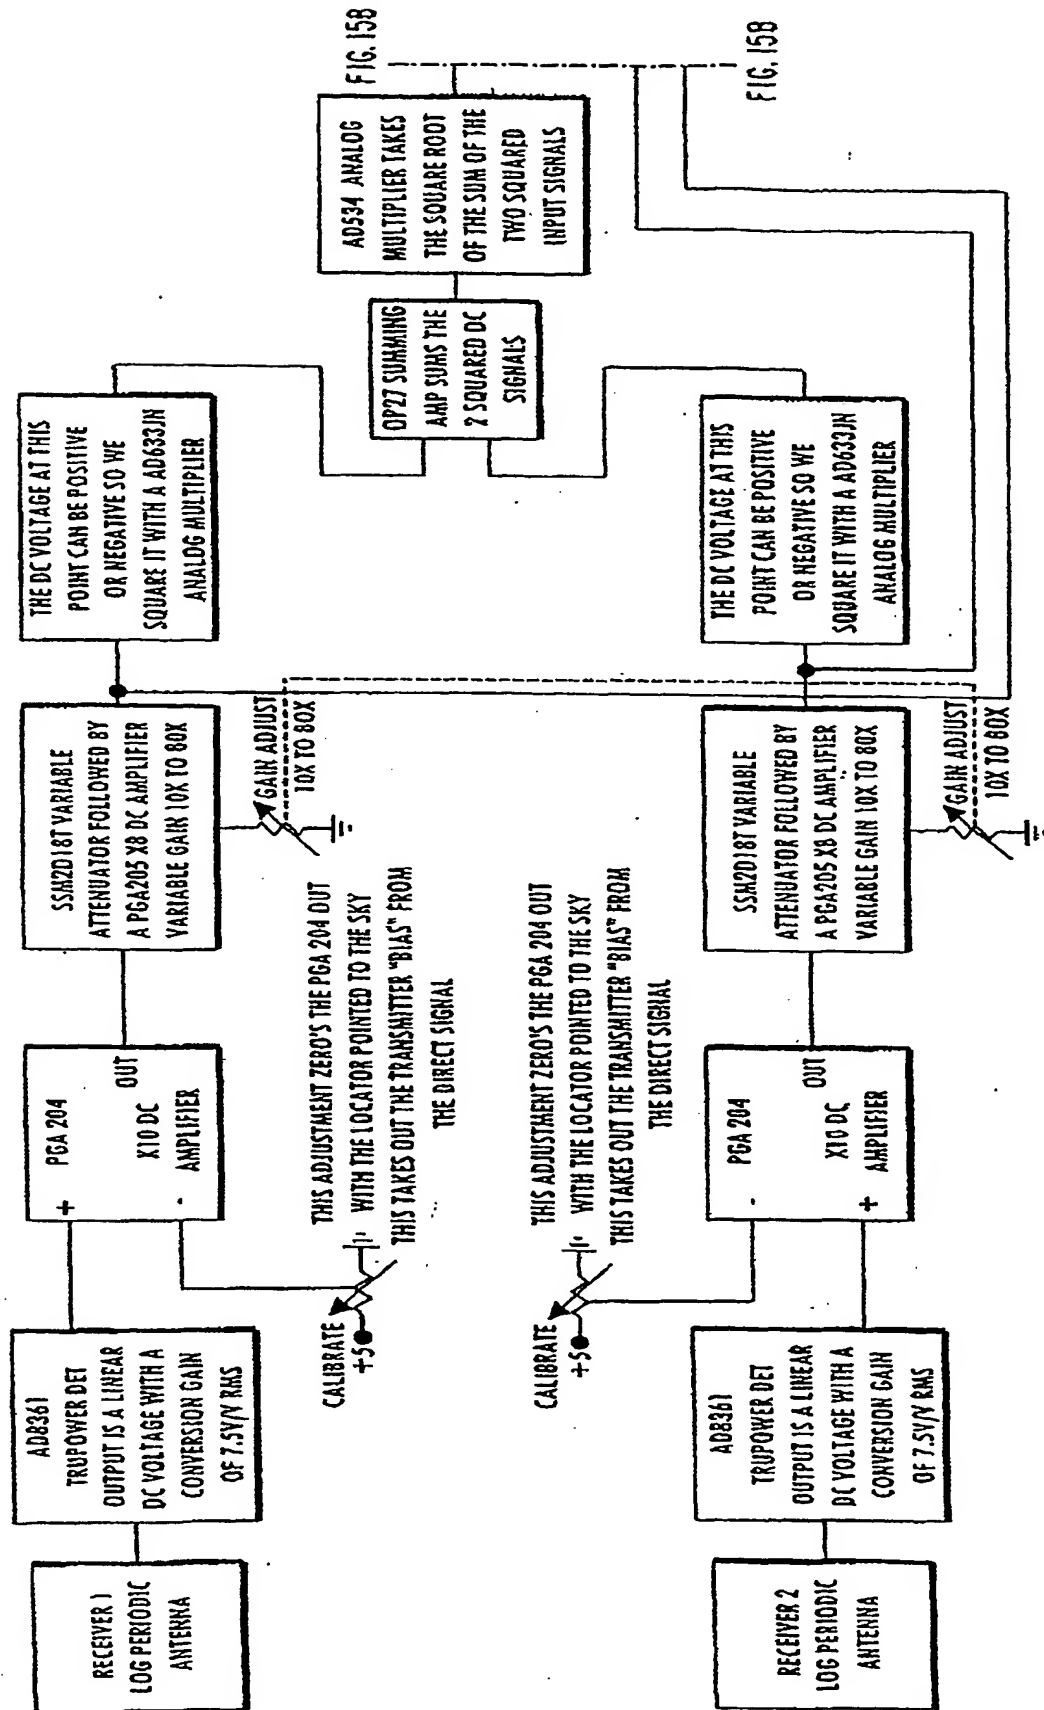 RECEIVER 1
LOG PERIODIC
ANTENNA
AD8361
TRUPOWER DET
OUTPUT IS A LINEAR
DC VOLTAGE WITH A
CONVERSION GAIN
OF 7.5V/V RMS
PGA 204
+
OUT
X10 DC
AMPLIFIER
-
SSM2D18T VARIABLE
ATTENUATOR FOLLOWED BY
A PGA205 X8 DC AMPLIFIER
VARIABLE GAIN 10X TO 80X
THE DC VOLTAGE AT THIS
POINT CAN BE POSITIVE
OR NEGATIVE SO WE
SQUARE IT WITH A AD633JN
ANALOG MULTIPLIER
GAIN ADJUST
10X TO 80X
CALIBRATE
+5
THIS ADJUSTMENT ZERO'S THE PGA 204 OUT
WITH THE LOCATOR POINTED TO THE SKY
THIS TAKES OUT THE TRANSMITTER "BIAS" FROM
THE DIRECT SIGNAL
OP27 SUMMING
AMP SUMS THE
2 SQUARED DC
SIGNALS
AD534 ANALOG
MULTIPLIER TAKES
THE SQUARE ROOT
OF THE SUM OF THE
TWO SQUARED
INPUT SIGNALS
FIG. 15B
CALIBRATE
+5
THIS ADJUSTMENT ZERO'S THE PGA 204 OUT
WITH THE LOCATOR POINTED TO THE SKY
THIS TAKES OUT THE TRANSMITTER "BIAS" FROM
THE DIRECT SIGNAL
RECEIVER 2
LOG PERIODIC
ANTENNA
AD8361
TRUPOWER DET
OUTPUT IS A LINEAR
DC VOLTAGE WITH A
CONVERSION GAIN
OF 7.5V/V RMS
-
PGA 204
OUT
X10 DC
AMPLIFIER
+
SSM2D18T VARIABLE
ATTENUATOR FOLLOWED BY
A PGA205 X8 DC AMPLIFIER
VARIABLE GAIN 10X TO 80X
THE DC VOLTAGE AT THIS
POINT CAN BE POSITIVE
OR NEGATIVE SO WE
SQUARE IT WITH A AD633JN
ANALOG MULTIPLIER
GAIN ADJUST
10X TO 80X
FIG. 15B